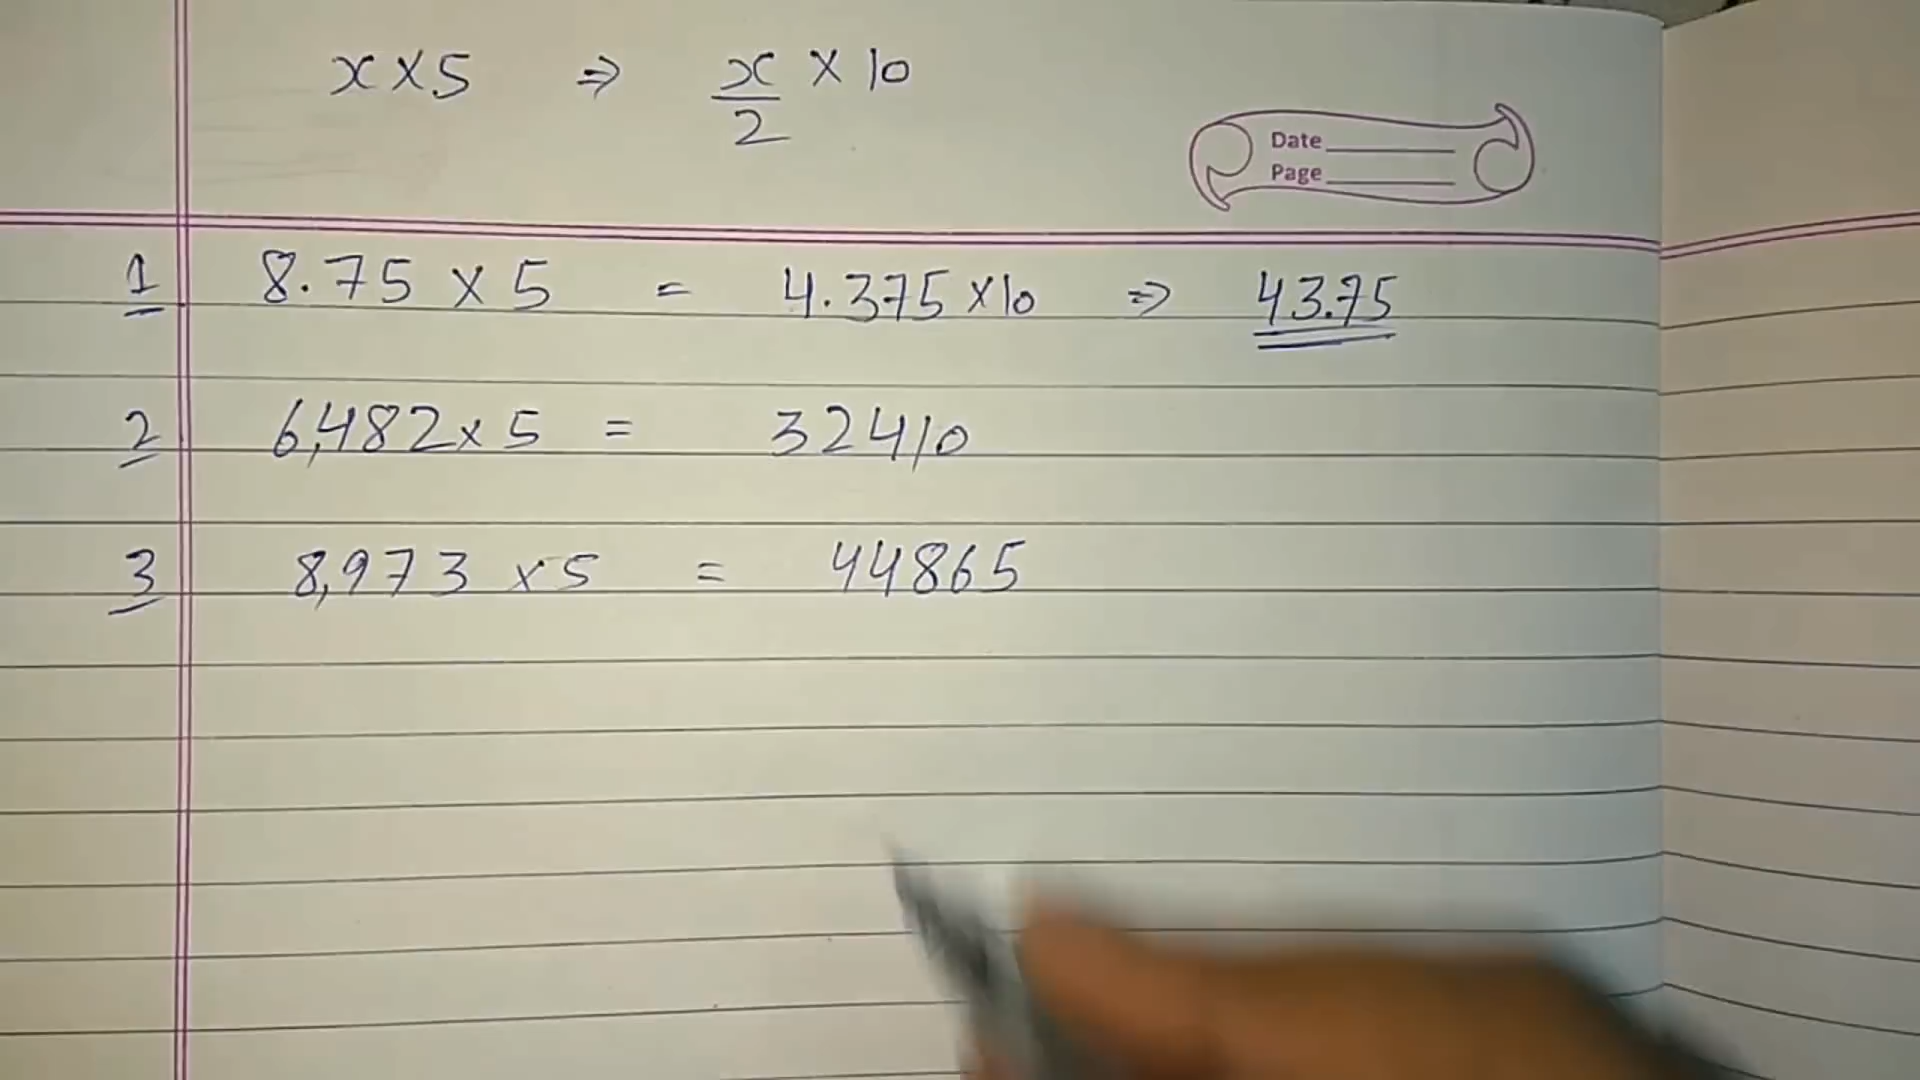 x × 5 ⇒ x/2 × 10
Date
Page
1 8.75 × 5 = 4.375 × 10 ⇒ 43.75
2 6,482 × 5 = 32410
3 8,973 × 5 = 44865